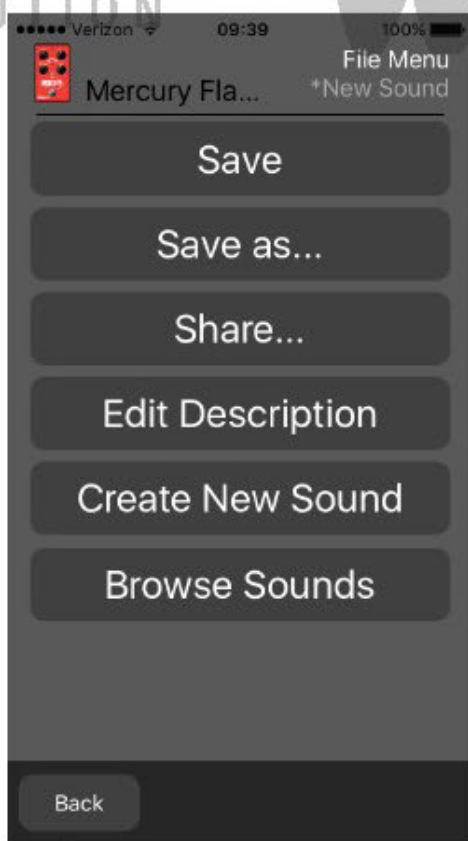 Verizon 09:39 100%
File Menu
Mercury Fla... *New Sound
Save
Save as...
Share...
Edit Description
Create New Sound
Browse Sounds
Back